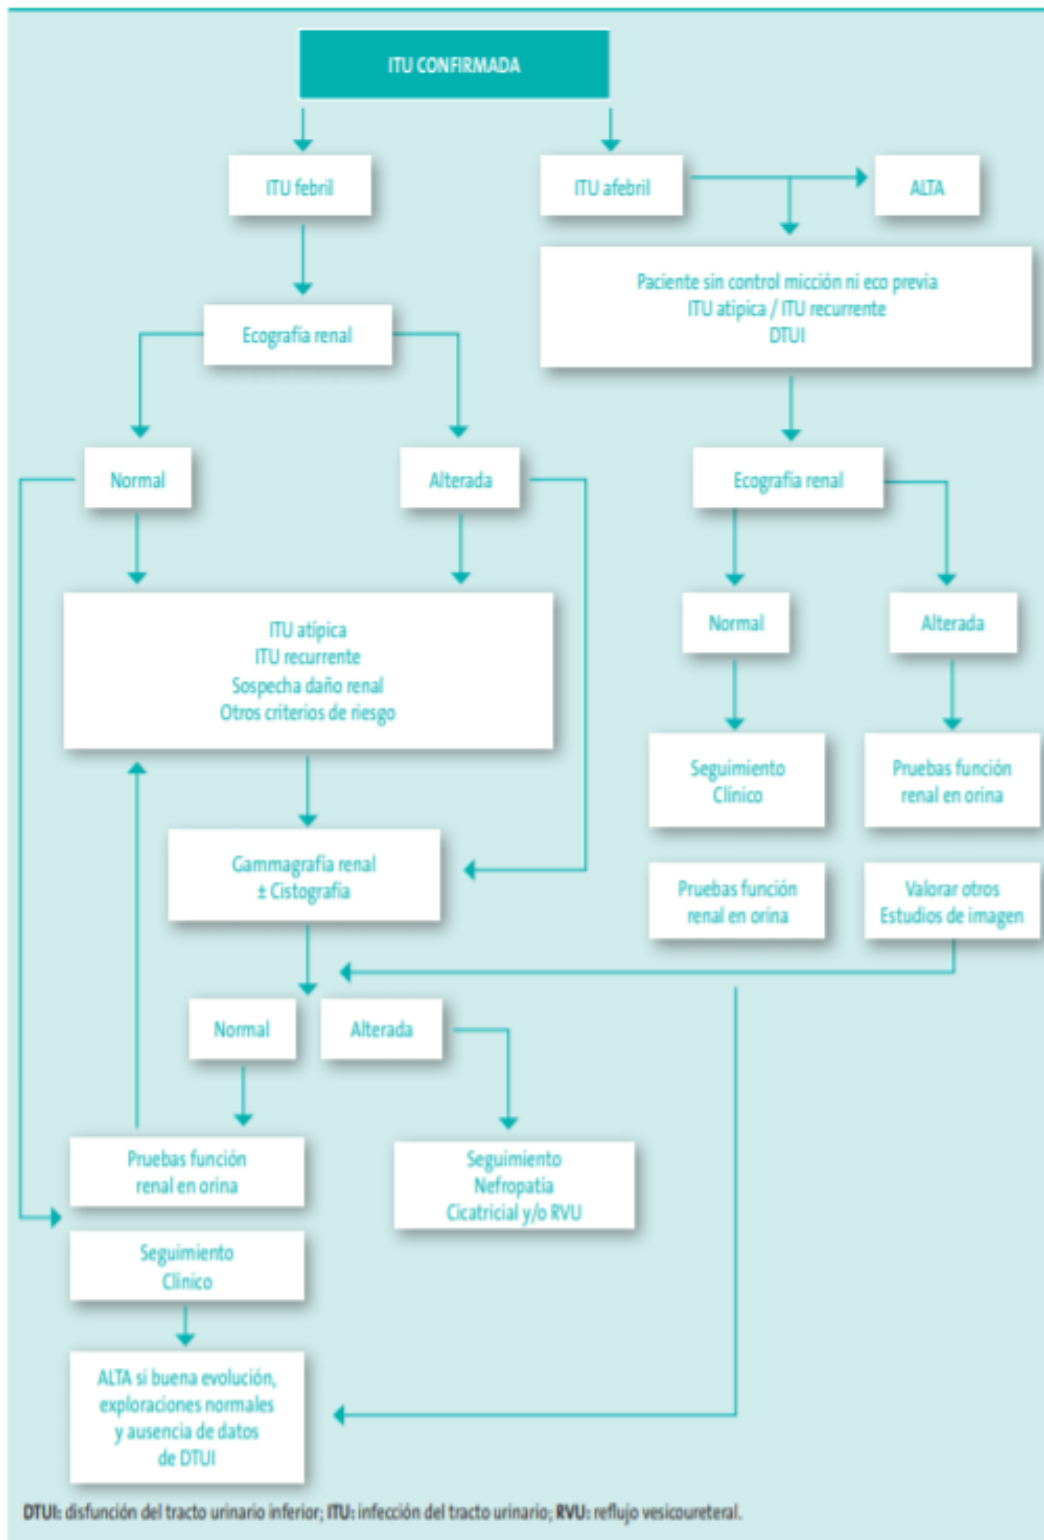 ITU CONFIRMADA
ITU febril
ITU afebril
ALTA
Paciente sin control micción ni eco previa
ITU atípica / ITU recurrente
DTUI
Ecografía renal
Normal
Alterada
Ecografía renal
ITU atípica
ITU recurrente
Sospecha daño renal
Otros criterios de riesgo
Normal
Alterada
Seguimiento
Clínico
Pruebas función
renal en orina
Gammagrafía renal
± Cistografía
Pruebas función
renal en orina
Valorar otros
Estudios de imagen
Normal
Alterada
Pruebas función
renal en orina
Seguimiento
Nefropatía
Cicatricial y/o RVU
Seguimiento
Clínico
ALTA si buena evolución,
exploraciones normales
y ausencia de datos
de DTUI
DTUI: disfunción del tracto urinario inferior; ITU: infección del tracto urinario; RVU: reflujo vesicoureteral.